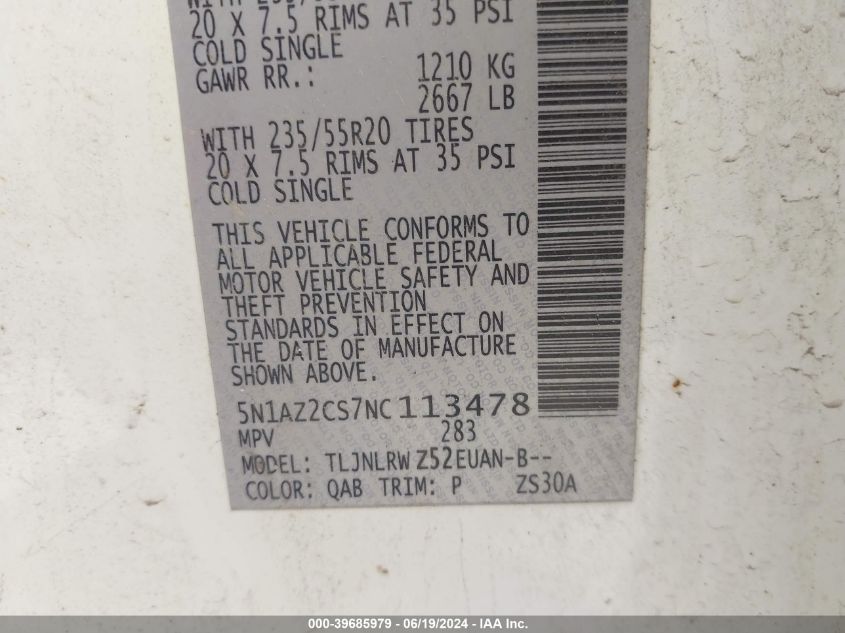 20 X 7.5 RIMS AT 35 PSI
COLD SINGLE
GAWR RR.: 1210 KG
2667 LB
WITH 235/55R20 TIRES
20 X 7.5 RIMS AT 35 PSI
COLD SINGLE
THIS VEHICLE CONFORMS TO
ALL APPLICABLE FEDERAL
MOTOR VEHICLE SAFETY AND
THEFT PREVENTION
STANDARDS IN EFFECT ON
THE DATE OF MANUFACTURE
SHOWN ABOVE.
5N1AZ2CS7NC113478
MPV 283
MODEL: TLJNLRWZ52EUAN-B--
COLOR: QAB TRIM: P ZS30A
000-39685979 - 06/19/2024 - IAA Inc.